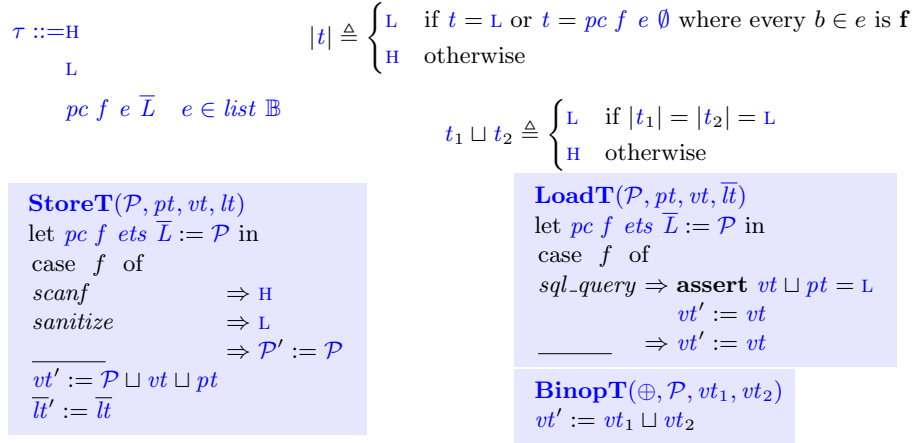 τ ::=H
L
pc f e L̅ e ∈ list 𝔹
|t| ≜ { L if t = L or t = pc f e ∅ where every b ∈ e is f
H otherwise
t₁ ⊔ t₂ ≜ { L if |t₁| = |t₂| = L
H otherwise
StoreT(𝒫, pt, vt, lt)
let pc f ets L̅ := 𝒫 in
case f of
scanf ⇒ H
sanitize ⇒ L
_____ ⇒ 𝒫′ := 𝒫
vt′ := 𝒫 ⊔ vt ⊔ pt
l̅t̅′ := l̅t̅
LoadT(𝒫, pt, vt, l̅t̅)
let pc f ets L̅ := 𝒫 in
case f of
sql_query ⇒ assert vt ⊔ pt = L
vt′ := vt
_____ ⇒ vt′ := vt
BinopT(⊕, 𝒫, vt₁, vt₂)
vt′ := vt₁ ⊔ vt₂